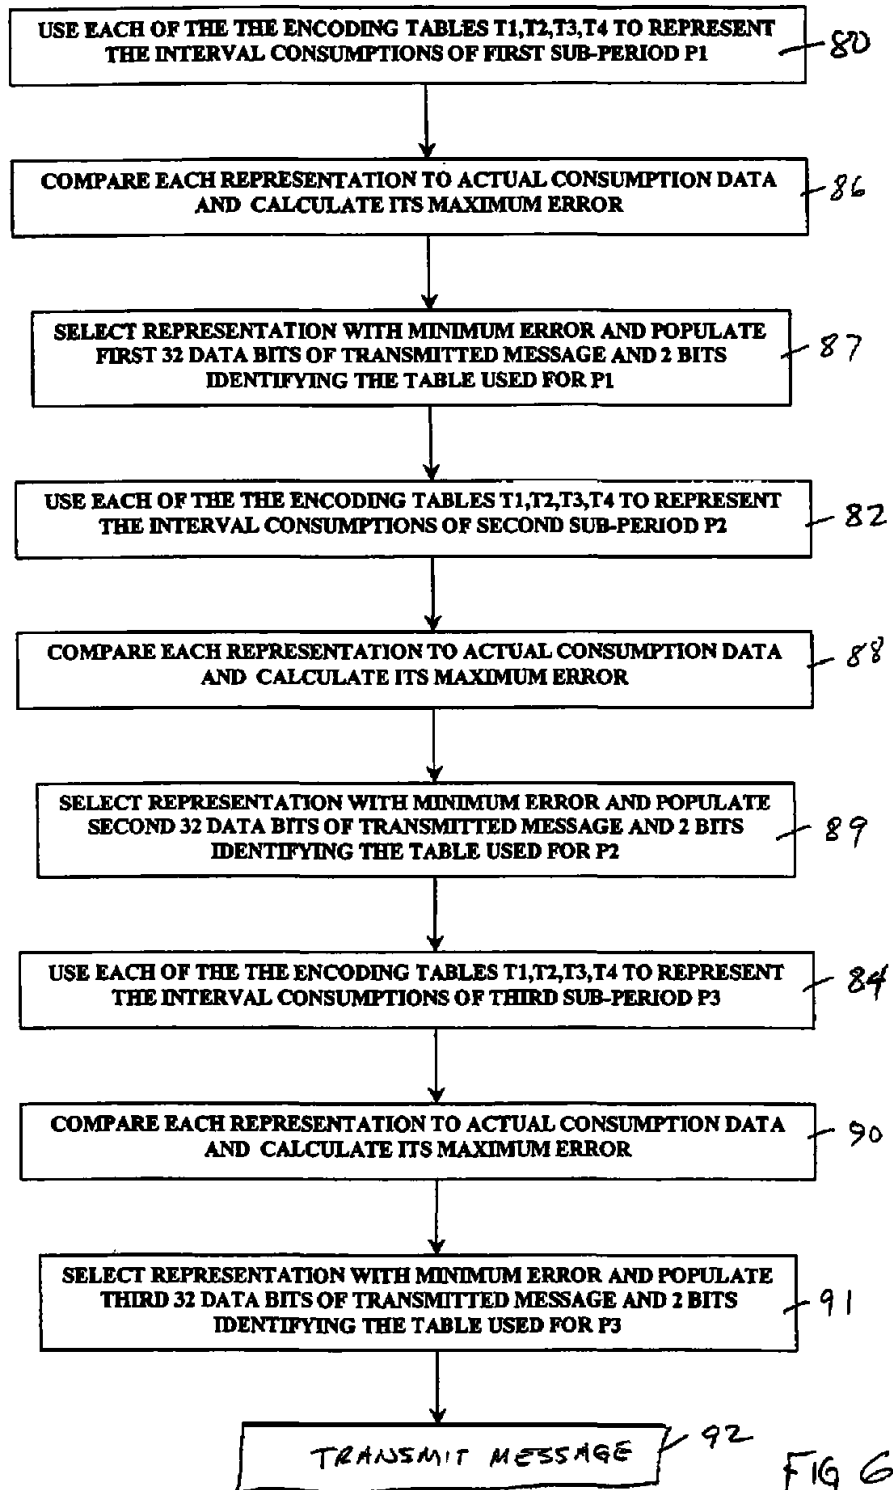 USE EACH OF THE THE ENCODING TABLES T1,T2,T3,T4 TO REPRESENT
THE INTERVAL CONSUMPTIONS OF FIRST SUB-PERIOD P1
80
COMPARE EACH REPRESENTATION TO ACTUAL CONSUMPTION DATA
AND CALCULATE ITS MAXIMUM ERROR
86
SELECT REPRESENTATION WITH MINIMUM ERROR AND POPULATE
FIRST 32 DATA BITS OF TRANSMITTED MESSAGE AND 2 BITS
IDENTIFYING THE TABLE USED FOR P1
87
USE EACH OF THE THE ENCODING TABLES T1,T2,T3,T4 TO REPRESENT
THE INTERVAL CONSUMPTIONS OF SECOND SUB-PERIOD P2
82
COMPARE EACH REPRESENTATION TO ACTUAL CONSUMPTION DATA
AND CALCULATE ITS MAXIMUM ERROR
88
SELECT REPRESENTATION WITH MINIMUM ERROR AND POPULATE
SECOND 32 DATA BITS OF TRANSMITTED MESSAGE AND 2 BITS
IDENTIFYING THE TABLE USED FOR P2
89
USE EACH OF THE THE ENCODING TABLES T1,T2,T3,T4 TO REPRESENT
THE INTERVAL CONSUMPTIONS OF THIRD SUB-PERIOD P3
84
COMPARE EACH REPRESENTATION TO ACTUAL CONSUMPTION DATA
AND CALCULATE ITS MAXIMUM ERROR
90
SELECT REPRESENTATION WITH MINIMUM ERROR AND POPULATE
THIRD 32 DATA BITS OF TRANSMITTED MESSAGE AND 2 BITS
IDENTIFYING THE TABLE USED FOR P3
91
TRANSMIT MESSAGE
92
FIG 6